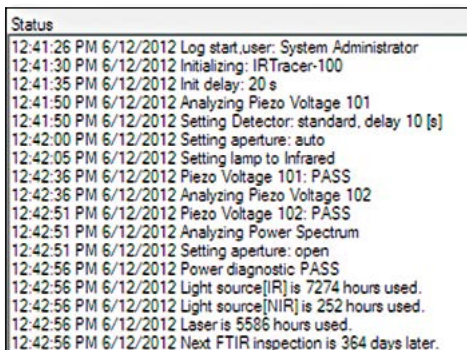 Status
12:41:26 PM 6/12/2012 Log start,user: System Administrator
12:41:30 PM 6/12/2012 Initializing: IRTracer-100
12:41:35 PM 6/12/2012 Init delay: 20 s
12:41:50 PM 6/12/2012 Analyzing Piezo Voltage 101
12:41:50 PM 6/12/2012 Setting Detector: standard, delay 10 [s]
12:42:00 PM 6/12/2012 Setting aperture: auto
12:42:05 PM 6/12/2012 Setting lamp to Infrared
12:42:36 PM 6/12/2012 Piezo Voltage 101: PASS
12:42:36 PM 6/12/2012 Analyzing Piezo Voltage 102
12:42:51 PM 6/12/2012 Piezo Voltage 102: PASS
12:42:51 PM 6/12/2012 Analyzing Power Spectrum
12:42:51 PM 6/12/2012 Setting aperture: open
12:42:56 PM 6/12/2012 Power diagnostic PASS
12:42:56 PM 6/12/2012 Light source[IR] is 7274 hours used.
12:42:56 PM 6/12/2012 Light source[NIR] is 252 hours used.
12:42:56 PM 6/12/2012 Laser is 5586 hours used.
12:42:56 PM 6/12/2012 Next FTIR inspection is 364 days later.